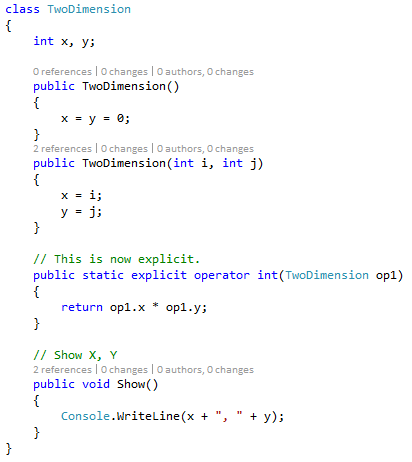 class TwoDimension
{
    int x, y;

    0 references | 0 changes | 0 authors, 0 changes
    public TwoDimension()
    {
        x = y = 0;
    }
    2 references | 0 changes | 0 authors, 0 changes
    public TwoDimension(int i, int j)
    {
        x = i;
        y = j;
    }

    // This is now explicit.
    public static explicit operator int(TwoDimension op1)
    {
        return op1.x * op1.y;
    }

    // Show X, Y
    2 references | 0 changes | 0 authors, 0 changes
    public void Show()
    {
        Console.WriteLine(x + ", " + y);
    }
}